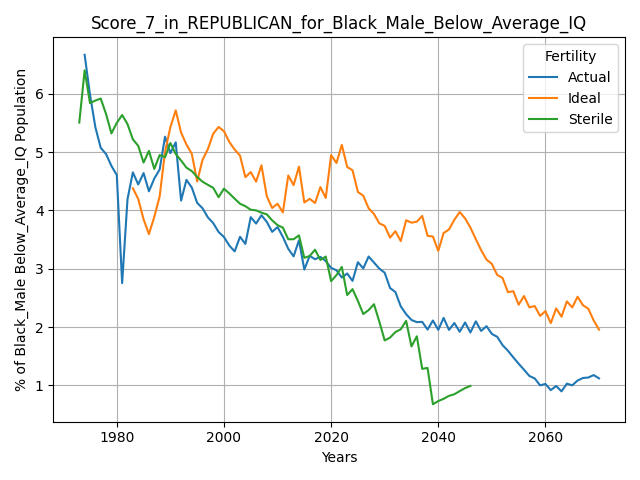 Score_7_in_REPUBLICAN_for_Black_Male_Below_Average_IQ
% of Black_Male Below_Average_IQ Population
6
5
4
3
2
1
Fertility
Actual
Ideal
Sterile
1980 2000 2020 2040 2060
Years